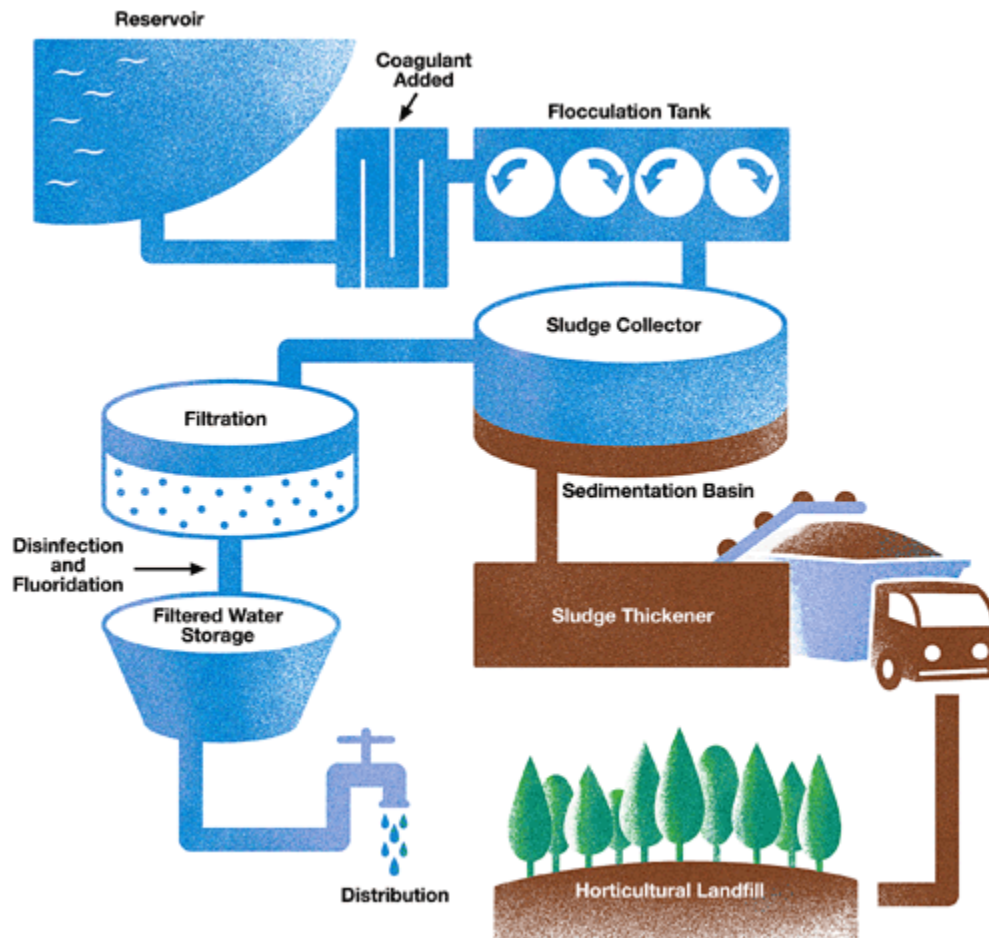 Reservoir
Coagulant
Added
Flocculation Tank
Sludge Collector
Filtration
Sedimentation Basin
Disinfection
and
Fluoridation
Filtered Water
Storage
Sludge Thickener
Distribution
Horticultural Landfill